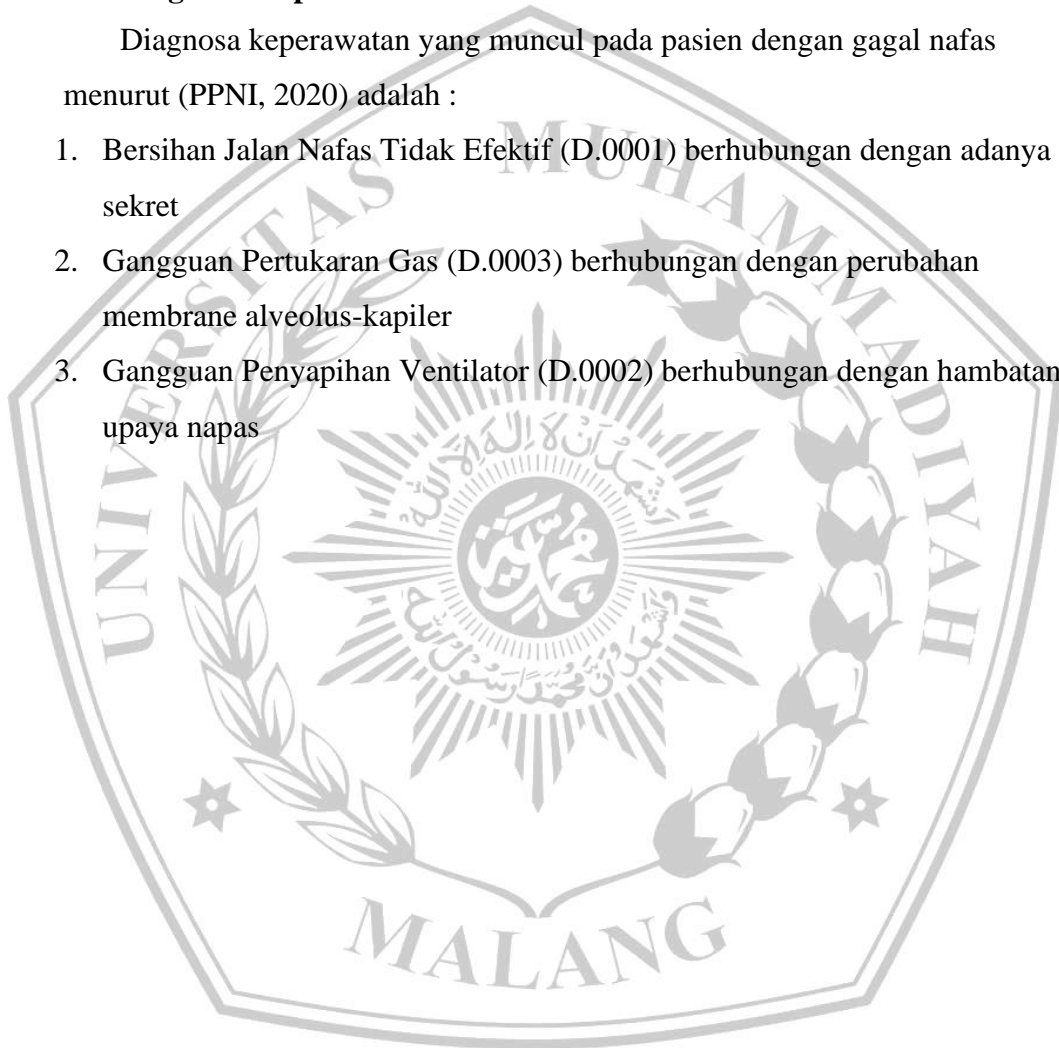 Diagnosa keperawatan yang muncul pada pasien dengan gagal nafas
menurut (PPNI, 2020) adalah :
1. Bersihan Jalan Nafas Tidak Efektif (D.0001) berhubungan dengan adanya
sekret
2. Gangguan Pertukaran Gas (D.0003) berhubungan dengan perubahan
membrane alveolus-kapiler
3. Gangguan Penyapihan Ventilator (D.0002) berhubungan dengan hambatan
upaya napas
UNIVERSITAS MUHAMMADIYAH
MALANG